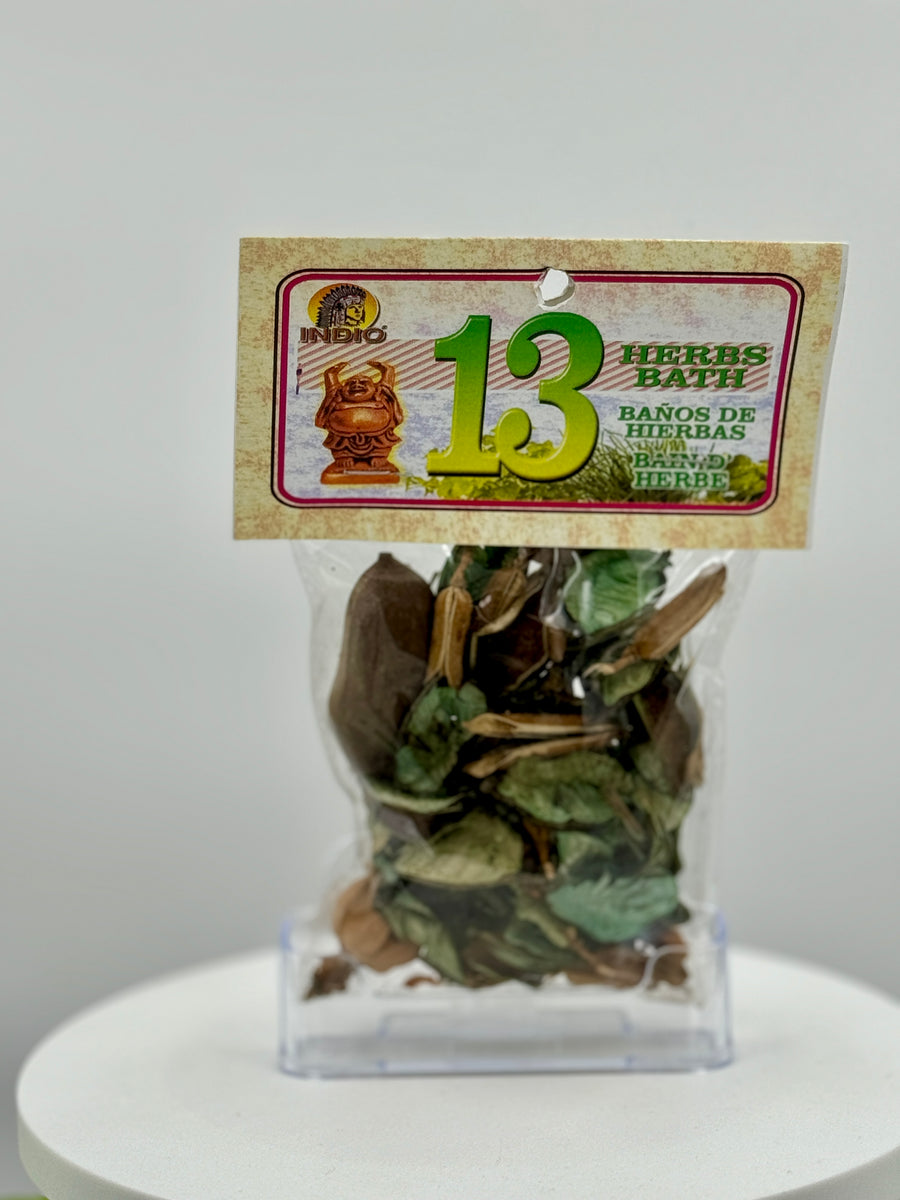 INDIO
13
HERBS
BATH
BAÑOS DE
HIERBAS
BAIN D'
HERBE